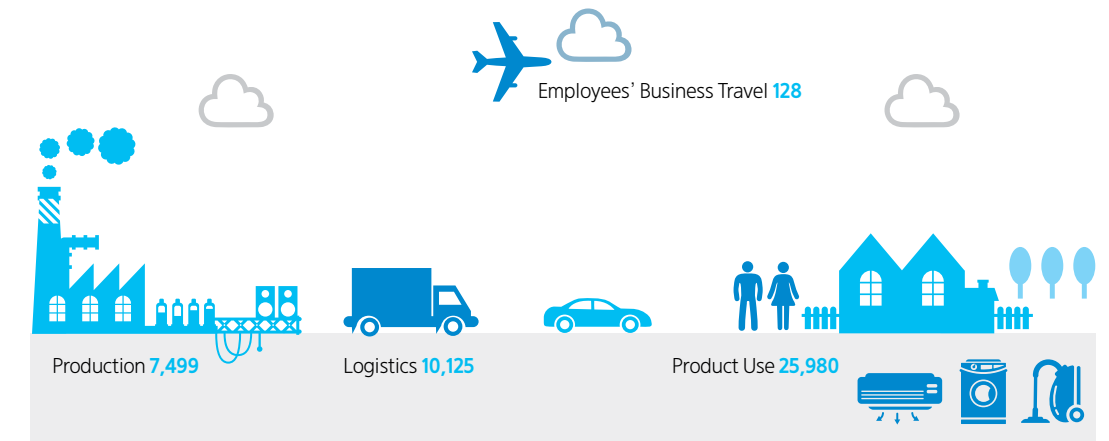 Employees’ Business Travel 128
Production 7,499
Logistics 10,125
Product Use 25,980